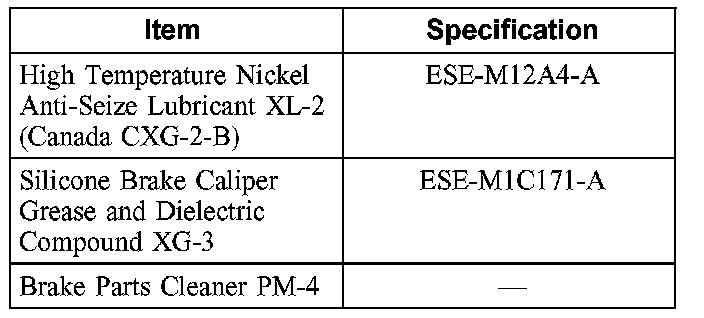 Item Specification
High Temperature Nickel ESE-M12A4-A
Anti-Seize Lubricant XL-2
(Canada CXG-2-B)
Silicone Brake Caliper ESE-M1C171-A
Grease and Dielectric
Compound XG-3
Brake Parts Cleaner PM-4 —